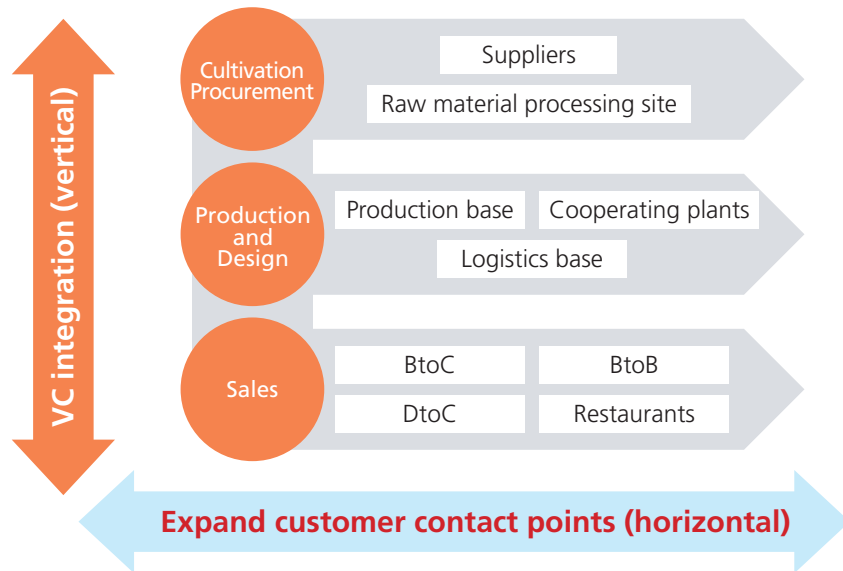 VC integration (vertical)
Cultivation
Procurement
Suppliers
Raw material processing site
Production
and
Design
Production base
Cooperating plants
Logistics base
Sales
BtoC
BtoB
DtoC
Restaurants
Expand customer contact points (horizontal)